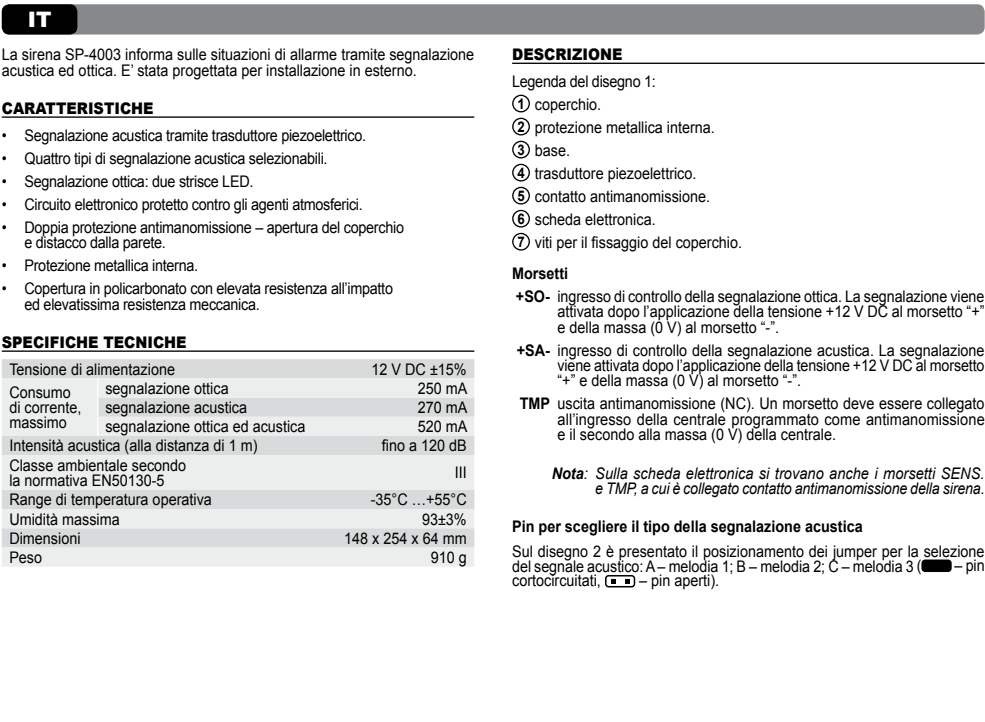 IT
La sirena SP-4003 informa sulle situazioni di allarme tramite segnalazione
acustica ed ottica. E’ stata progettata per installazione in esterno.
CARATTERISTICHE
• Segnalazione acustica tramite trasduttore piezoelettrico.
• Quattro tipi di segnalazione acustica selezionabili.
• Segnalazione ottica: due strisce LED.
• Circuito elettronico protetto contro gli agenti atmosferici.
• Doppia protezione antimanomissione – apertura del coperchio
e distacco dalla parete.
• Protezione metallica interna.
• Copertura in policarbonato con elevata resistenza all’impatto
ed elevatissima resistenza meccanica.
SPECIFICHE TECNICHE
Tensione di alimentazione 12 V DC ±15%
Consumo di corrente, massimo segnalazione ottica 250 mA
segnalazione acustica 270 mA
segnalazione ottica ed acustica 520 mA
Intensità acustica (alla distanza di 1 m) fino a 120 dB
Classe ambientale secondo
la normativa EN50130-5 III
Range di temperatura operativa -35°C …+55°C
Umidità massima 93±3%
Dimensioni 148 x 254 x 64 mm
Peso 910 g
DESCRIZIONE
Legenda del disegno 1:
① coperchio.
② protezione metallica interna.
③ base.
④ trasduttore piezoelettrico.
⑤ contatto antimanomissione.
⑥ scheda elettronica.
⑦ viti per il fissaggio del coperchio.
Morsetti
+SO- ingresso di controllo della segnalazione ottica. La segnalazione viene
attivata dopo l’applicazione della tensione +12 V DC al morsetto “+”
e della massa (0 V) al morsetto “-”.
+SA- ingresso di controllo della segnalazione acustica. La segnalazione
viene attivata dopo l’applicazione della tensione +12 V DC al morsetto
“+” e della massa (0 V) al morsetto “-”.
TMP uscita antimanomissione (NC). Un morsetto deve essere collegato
all’ingresso della centrale programmato come antimanomissione
e il secondo alla massa (0 V) della centrale.
Nota: Sulla scheda elettronica si trovano anche i morsetti SENS.
e TMP, a cui è collegato contatto antimanomissione della sirena.
Pin per scegliere il tipo della segnalazione acustica
Sul disegno 2 è presentato il posizionamento dei jumper per la selezione
del segnale acustico: A – melodia 1; B – melodia 2; C – melodia 3 ( – pin
cortocircuitati, – pin aperti).